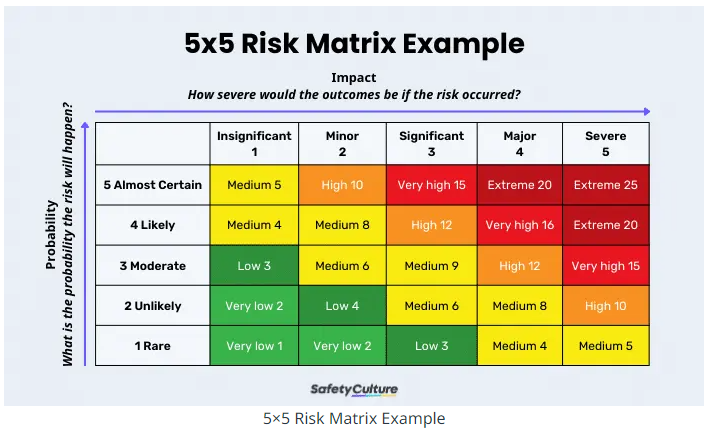 5x5 Risk Matrix Example
Impact
How severe would the outcomes be if the risk occurred?
Probability
What is the probability the risk will happen?
Insignificant 1
Minor 2
Significant 3
Major 4
Severe 5
5 Almost Certain
Medium 5
High 10
Very high 15
Extreme 20
Extreme 25
4 Likely
Medium 4
Medium 8
High 12
Very high 16
Extreme 20
3 Moderate
Low 3
Medium 6
Medium 9
High 12
Very high 15
2 Unlikely
Very low 2
Low 4
Medium 6
Medium 8
High 10
1 Rare
Very low 1
Very low 2
Low 3
Medium 4
Medium 5
SafetyCulture
5×5 Risk Matrix Example